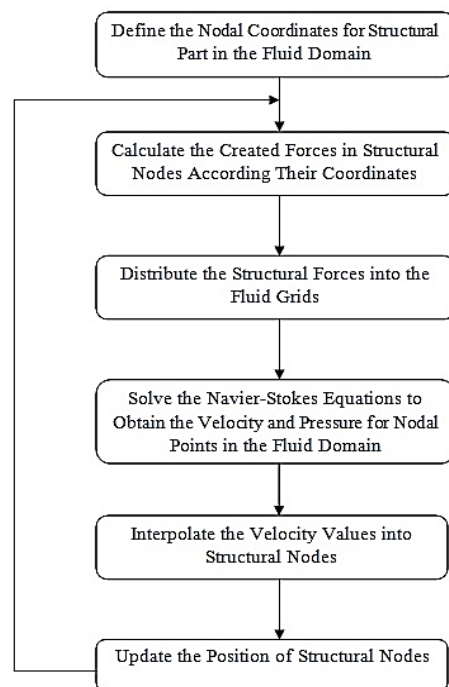 Define the Nodal Coordinates for Structural
Part in the Fluid Domain
Calculate the Created Forces in Structural
Nodes According Their Coordinates
Distribute the Structural Forces into the
Fluid Grids
Solve the Navier-Stokes Equations to
Obtain the Velocity and Pressure for Nodal
Points in the Fluid Domain
Interpolate the Velocity Values into
Structural Nodes
Update the Position of Structural Nodes